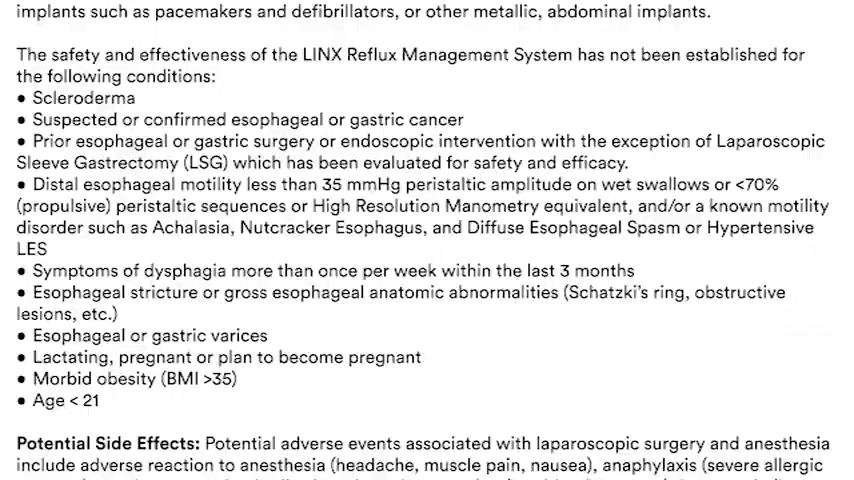 implants such as pacemakers and defibrillators, or other metallic, abdominal implants.
The safety and effectiveness of the LINX Reflux Management System has not been established for
the following conditions:
● Scleroderma
● Suspected or confirmed esophageal or gastric cancer
● Prior esophageal or gastric surgery or endoscopic intervention with the exception of Laparoscopic
Sleeve Gastrectomy (LSG) which has been evaluated for safety and efficacy.
● Distal esophageal motility less than 35 mmHg peristaltic amplitude on wet swallows or <70%
(propulsive) peristaltic sequences or High Resolution Manometry equivalent, and/or a known motility
disorder such as Achalasia, Nutcracker Esophagus, and Diffuse Esophageal Spasm or Hypertensive
LES
● Symptoms of dysphagia more than once per week within the last 3 months
● Esophageal stricture or gross esophageal anatomic abnormalities (Schatzki's ring, obstructive
lesions, etc.)
● Esophageal or gastric varices
● Lactating, pregnant or plan to become pregnant
● Morbid obesity (BMI >35)
● Age < 21
Potential Side Effects: Potential adverse events associated with laparoscopic surgery and anesthesia
include adverse reaction to anesthesia (headache, muscle pain, nausea), anaphylaxis (severe allergic